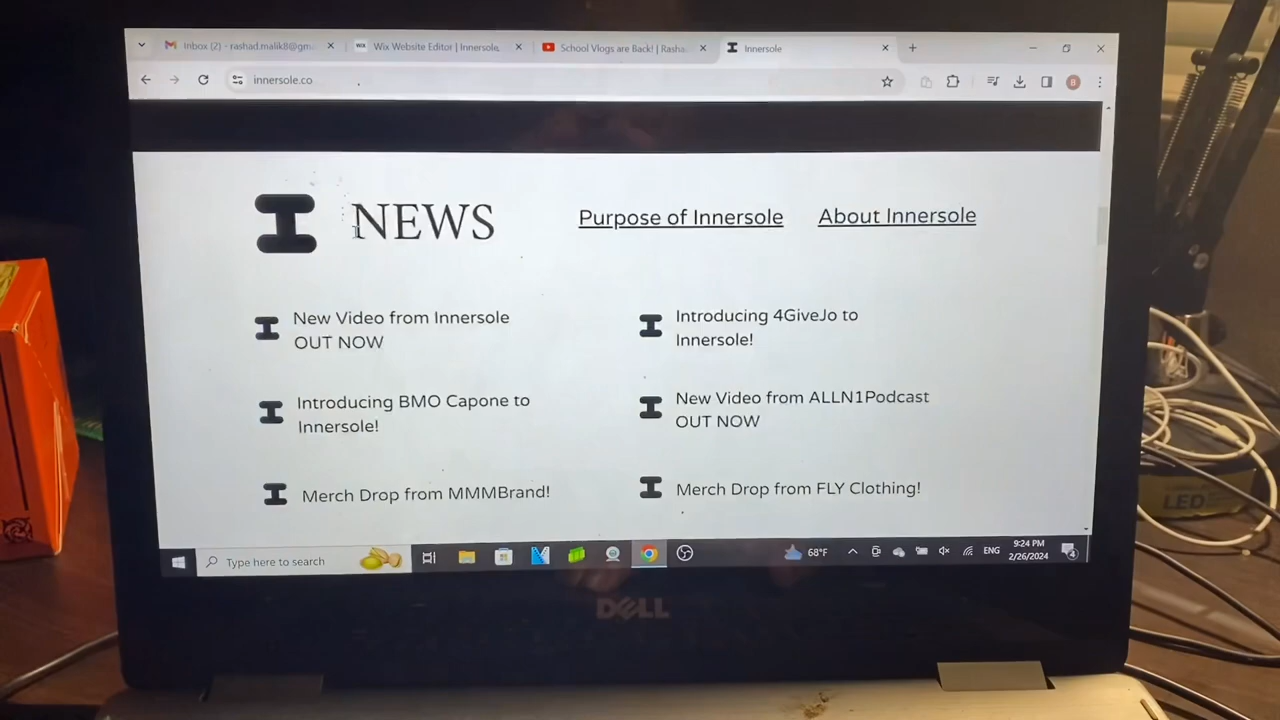 Inbox (2) - rashad.malik8@gm
Wix Website Editor | Innersole.
School Vlogs are Back! | Rasha
Innersole
innersole.co
NEWS
Purpose of Innersole
About Innersole
New Video from Innersole
OUT NOW
Introducing 4GiveJo to
Innersole!
Introducing BMO Capone to
Innersole!
New Video from ALLN1Podcast
OUT NOW
Merch Drop from MMMBrand!
Merch Drop from FLY Clothing!
Type here to search
68°F
ENG
9:24 PM
2/26/2024
4
DELL
LED